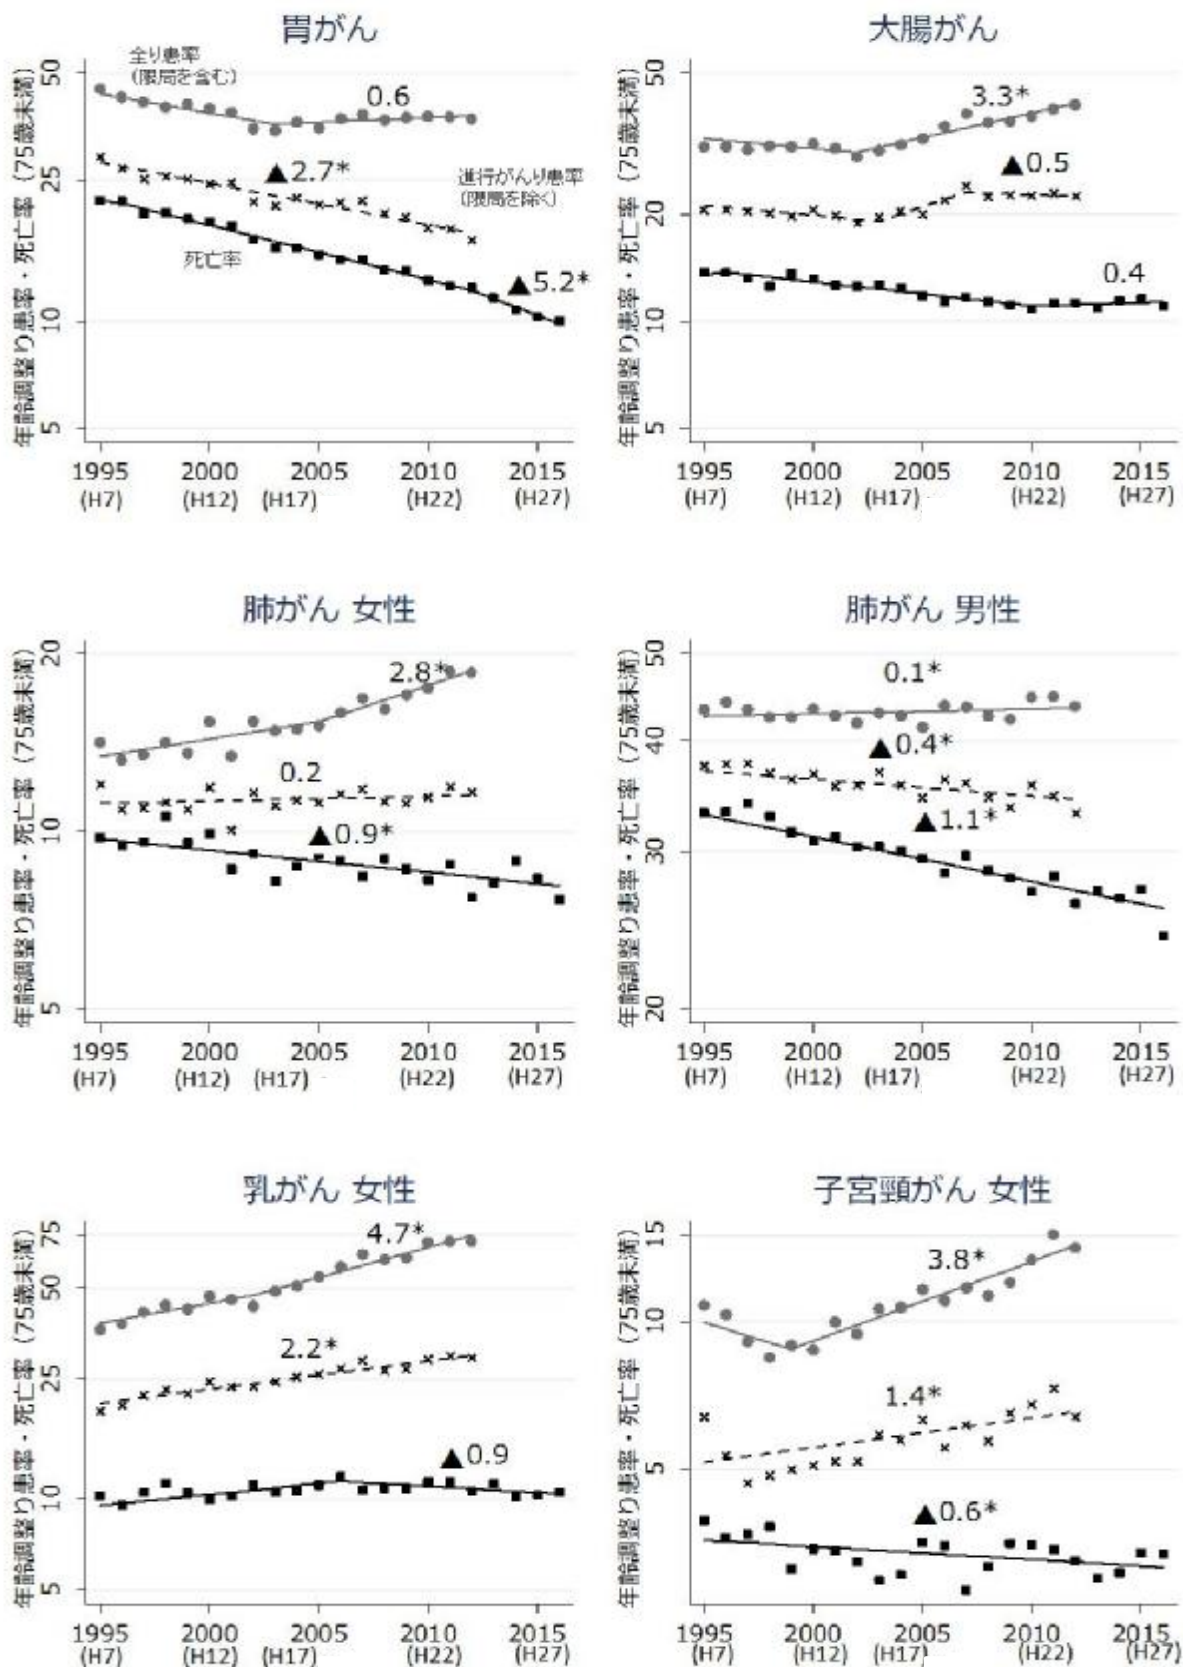 胃がん
年齢調整り患率・死亡率（75歳未満）
全り患率
（限局を含む）
50
25
10
5
0.6
▲2.7*
進行がんり患率
（限局を除く）
死亡率
▲5.2*
1995 2000 2005 2010 2015
(H7) (H12) (H17) (H22) (H27)
大腸がん
年齢調整り患率・死亡率（75歳未満）
50
20
10
5
3.3*
▲0.5
0.4
1995 2000 2005 2010 2015
(H7) (H12) (H17) (H22) (H27)
肺がん 女性
年齢調整り患率・死亡率（75歳未満）
20
10
5
2.8*
0.2
▲0.9*
1995 2000 2005 2010 2015
(H7) (H12) (H17) (H22) (H27)
肺がん 男性
年齢調整り患率・死亡率（75歳未満）
50
40
30
20
0.1*
▲0.4*
▲1.1*
1995 2000 2005 2010 2015
(H7) (H12) (H17) (H22) (H27)
乳がん 女性
年齢調整り患率・死亡率（75歳未満）
75
50
25
10
5
4.7*
2.2*
▲0.9
1995 2000 2005 2010 2015
(H7) (H12) (H17) (H22) (H27)
子宮頸がん 女性
年齢調整り患率・死亡率（75歳未満）
15
10
5
3.8*
1.4*
▲0.6*
1995 2000 2005 2010 2015
(H7) (H12) (H17) (H22) (H27)